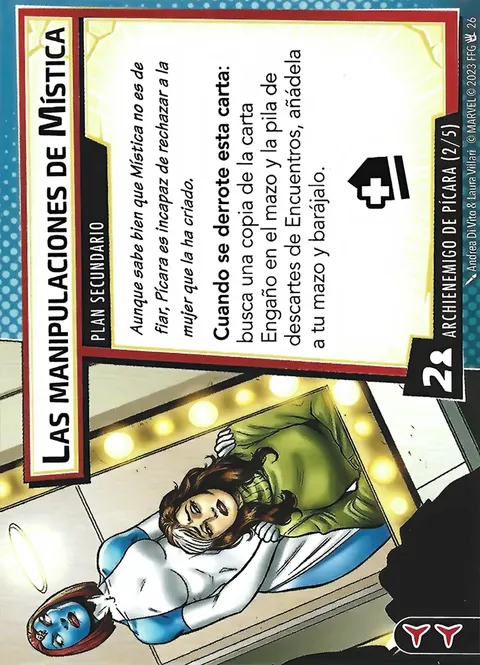 LAS MANIPULACIONES DE MÍSTICA
PLAN SECUNDARIO
Aunque sabe bien que Mística no es de
fiar, Pícara es incapaz de rechazar a la
mujer que la ha criado.
Cuando se derrote esta carta:
busca una copia de la carta
Engaño en el mazo y la pila de
descartes de Encuentros, añádela
a tu mazo y barájalo.
2
ARCHIENEMIGO DE PÍCARA (2/5)
Andrea Di Vito & Laura Villari © MARVEL © 2023 FFG 26